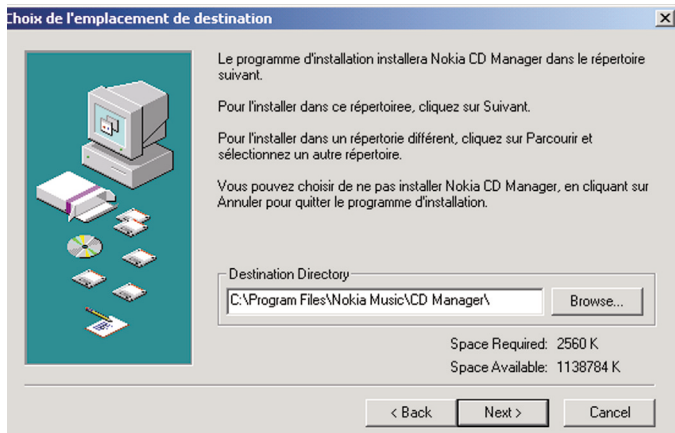 Choix de l'emplacement de destination
Le programme d'installation installera Nokia CD Manager dans le répertoire
suivant.
Pour l'installer dans ce répertoiree, cliquez sur Suivant.
Pour l'installer dans un répertorie différent, cliquez sur Parcourir et
sélectionnez un autre répertoire.
Vous pouvez choisir de ne pas installer Nokia CD Manager, en cliquant sur
Annuler pour quitter le programme d'installation.
Destination Directory
C:\Program Files\Nokia Music\CD Manager\
Browse...
Space Required: 2560 K
Space Available: 1138784 K
< Back Next > Cancel